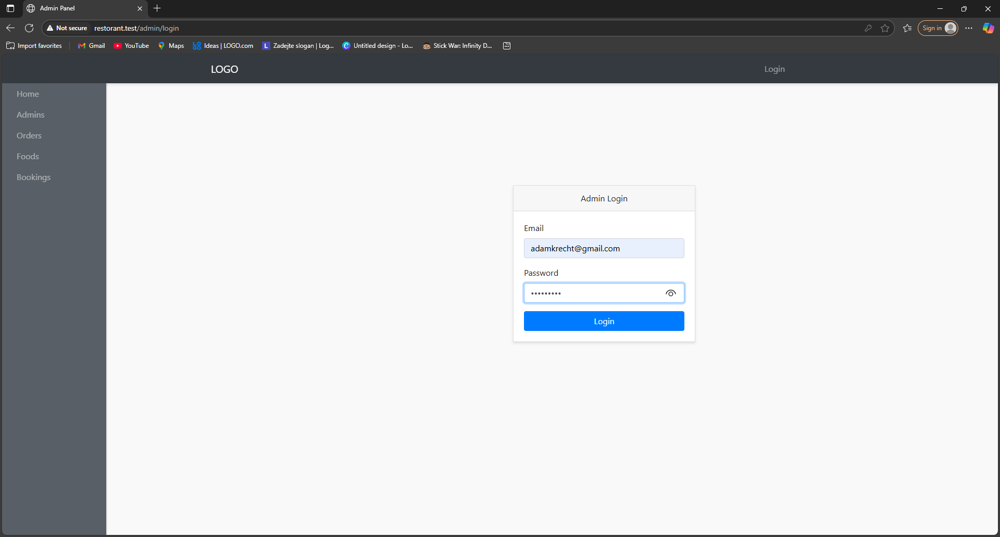 Admin Panel
Not secure restorant.test/admin/login
Sign in
Import favorites Gmail YouTube Maps Ideas | LOGO.com Zadejte slogan | Log... Untitled design - Lo... Stick War: Infinity D...
LOGO Login
Home
Admins
Orders
Foods
Bookings
Admin Login
Email
adamkrecht@gmail.com
Password
•••••••••
Login